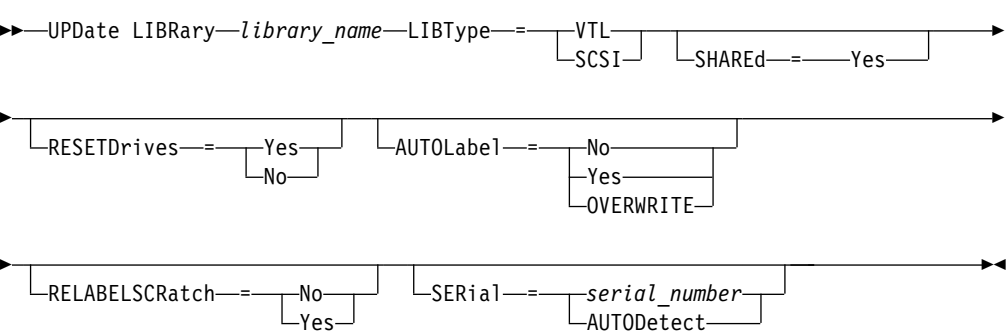 UPDate LIBRary library_name LIBType = VTL SHAREd = Yes
SCSI
RESETDrives = Yes AUTOLabel = No
No Yes
OVERWRITE
RELABELSCRatch = No SERial = serial_number
Yes AUTODetect